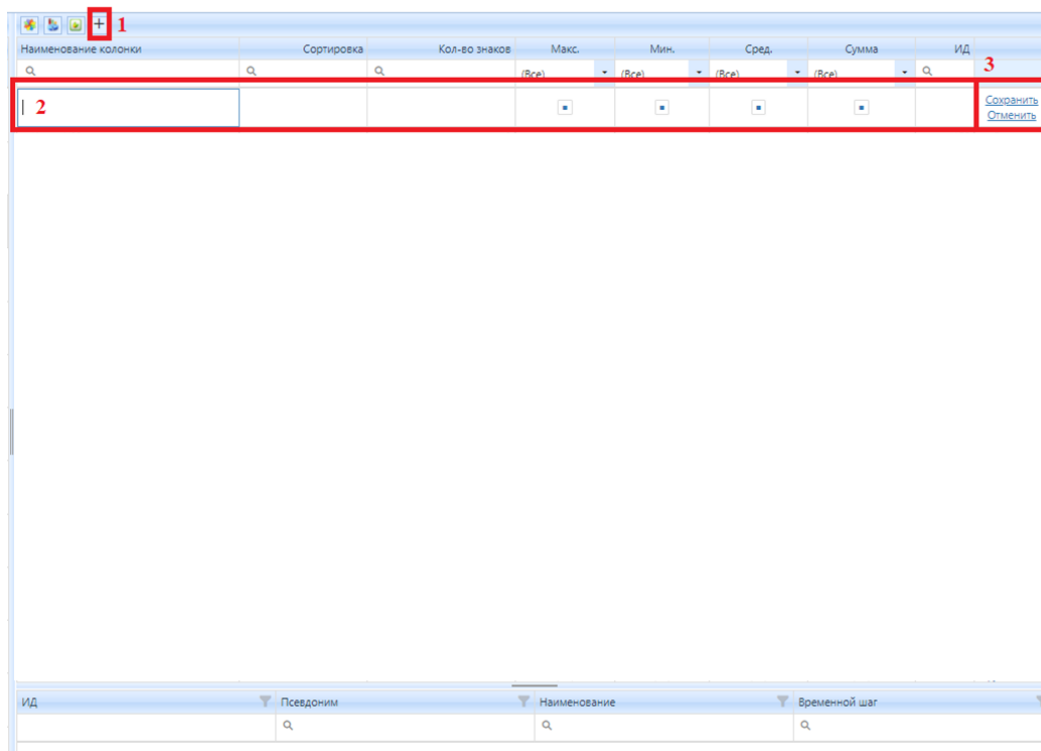 + 1
Наименование колонки Сортировка Кол-во знаков Макс. Мин. Сред. Сумма ИД
(Все) (Все) (Все) (Все) 3
2 Сохранить
Отменить
ИД Псевдоним Наименование Временной шаг